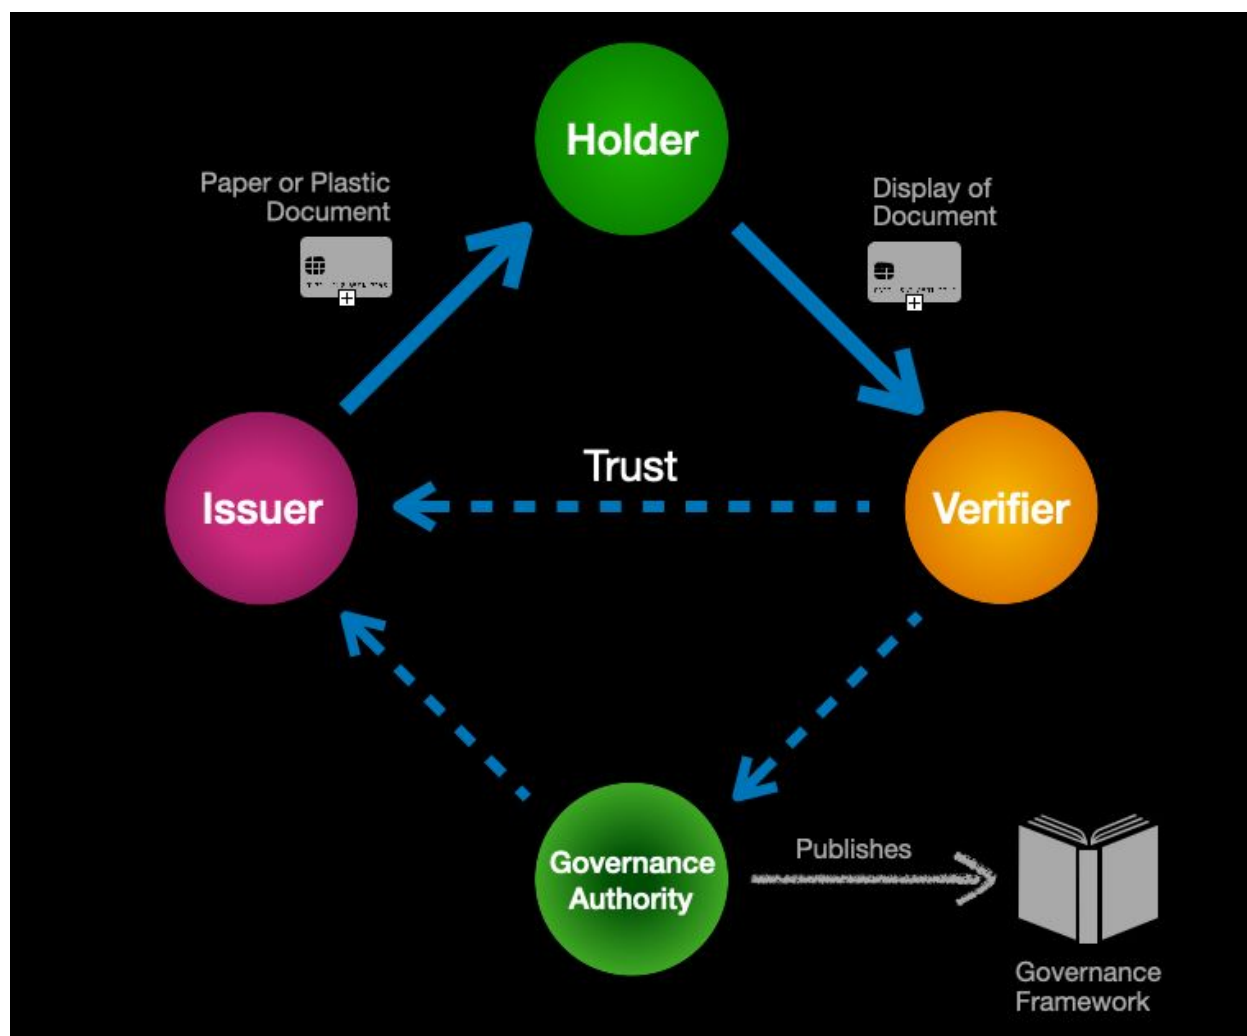 Holder
Paper or Plastic
Document
Display of
Document
Trust
Issuer
Verifier
Governance
Authority
Publishes
Governance
Framework